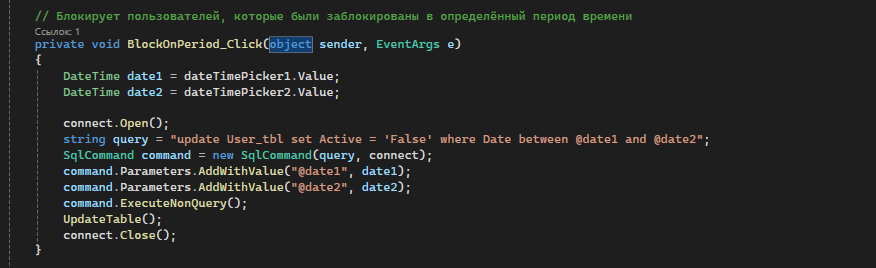 // Блокирует пользователей, которые были заблокированы в определённый период времени
Ссылок: 1
private void BlockOnPeriod_Click(object sender, EventArgs e)
{
DateTime date1 = dateTimePicker1.Value;
DateTime date2 = dateTimePicker2.Value;
connect.Open();
string query = "update User_tbl set Active = 'False' where Date between @date1 and @date2";
SqlCommand command = new SqlCommand(query, connect);
command.Parameters.AddWithValue("@date1", date1);
command.Parameters.AddWithValue("@date2", date2);
command.ExecuteNonQuery();
UpdateTable();
connect.Close();
}